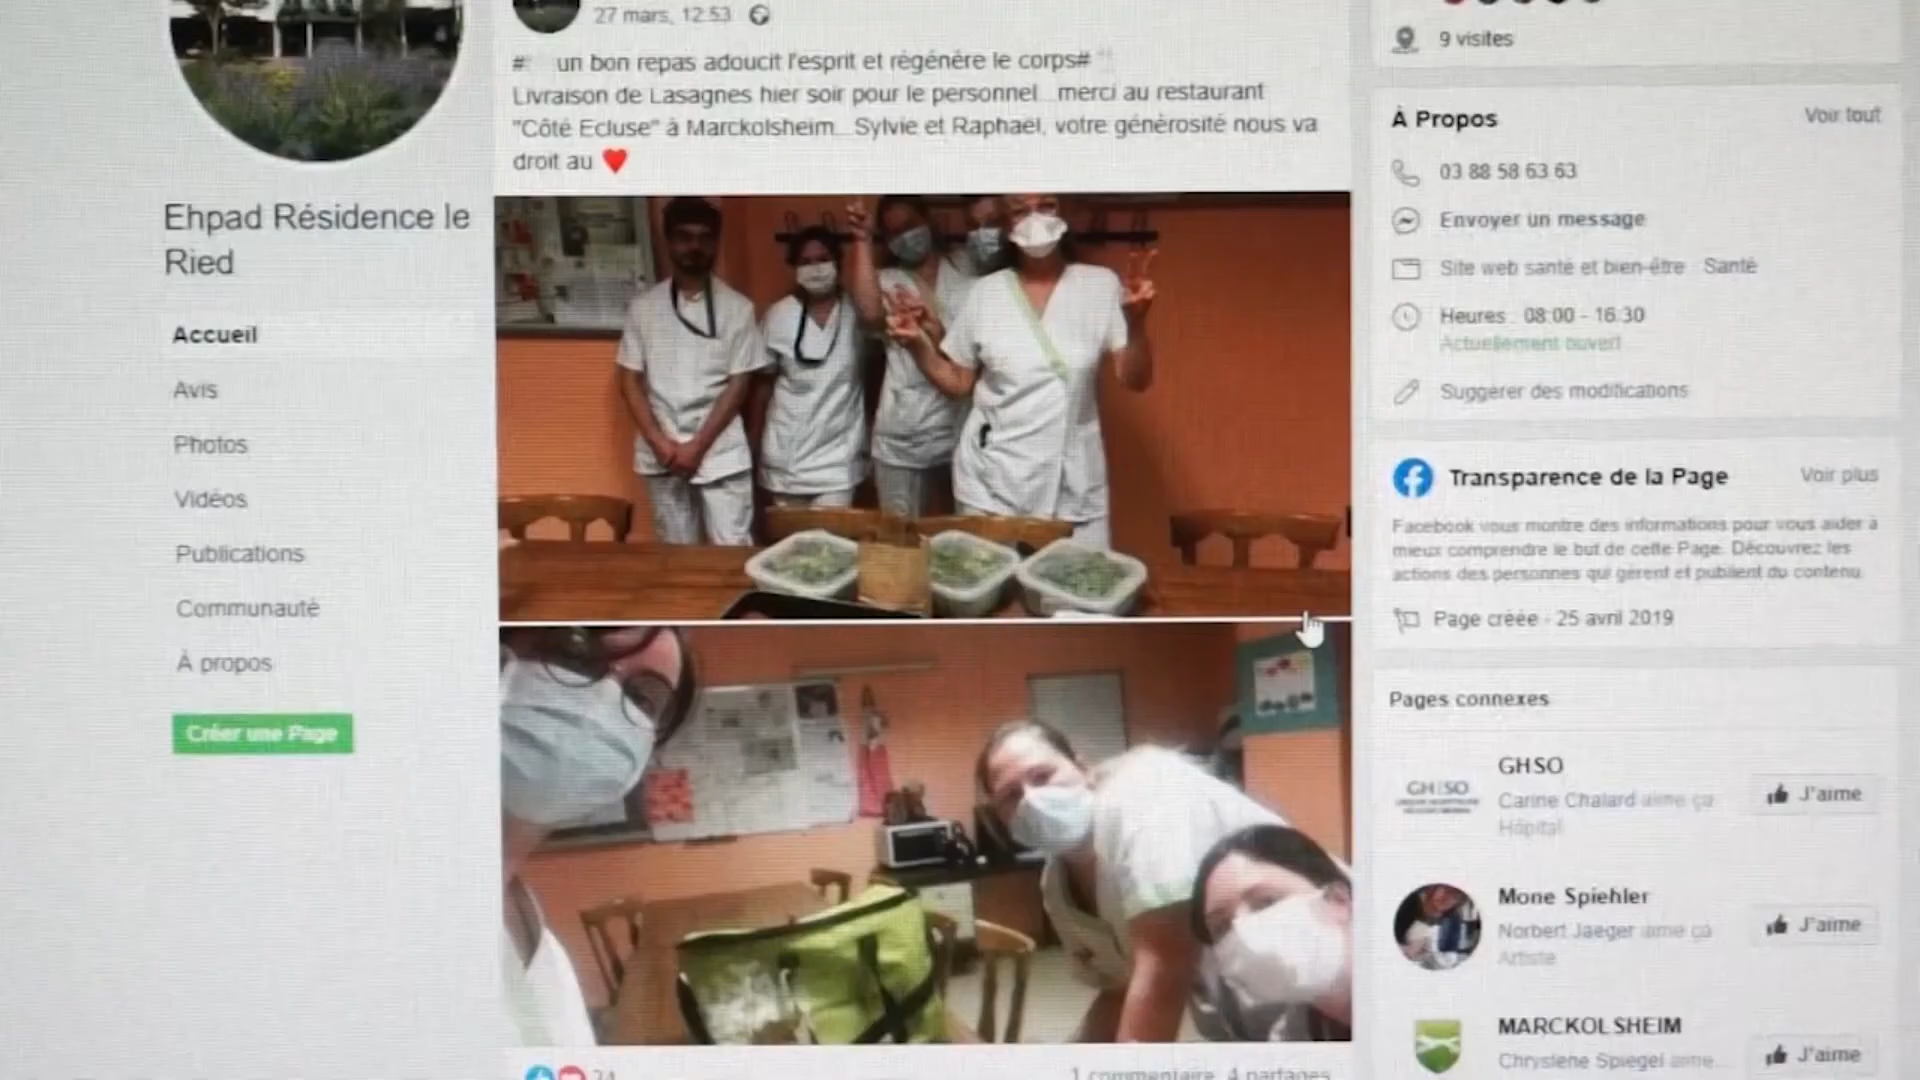 27 mars, 12:53
# un bon repas adoucit l'esprit et régénère le corps#
Livraison de Lasagnes hier soir pour le personnel...merci au restaurant
"Côté Ecluse" à Marckolsheim...Sylvie et Raphaël, votre générosité nous va
droit au ❤️
Ehpad Résidence le
Ried
Accueil
Avis
Photos
Vidéos
Publications
Communauté
À propos
Créer une Page
1 commentaire 4 partages
9 visites
À Propos
Voir tout
03 88 58 63 63
Envoyer un message
Site web santé et bien-être · Santé
Heures : 08:00 - 16:30
Actuellement ouvert
Suggérer des modifications
Transparence de la Page
Voir plus
Facebook vous montre des informations pour vous aider à
mieux comprendre le but de cette Page. Découvrez les
actions des personnes qui gèrent et publient du contenu.
Page créée - 25 avril 2019
Pages connexes
GHSO
GHSO
Carine Chalard aime ça
Hôpital
J'aime
Mone Spiehler
Norbert Jaeger aime ça
Artiste
J'aime
MARCKOLSHEIM
Chryslene Spiegel aime...
J'aime